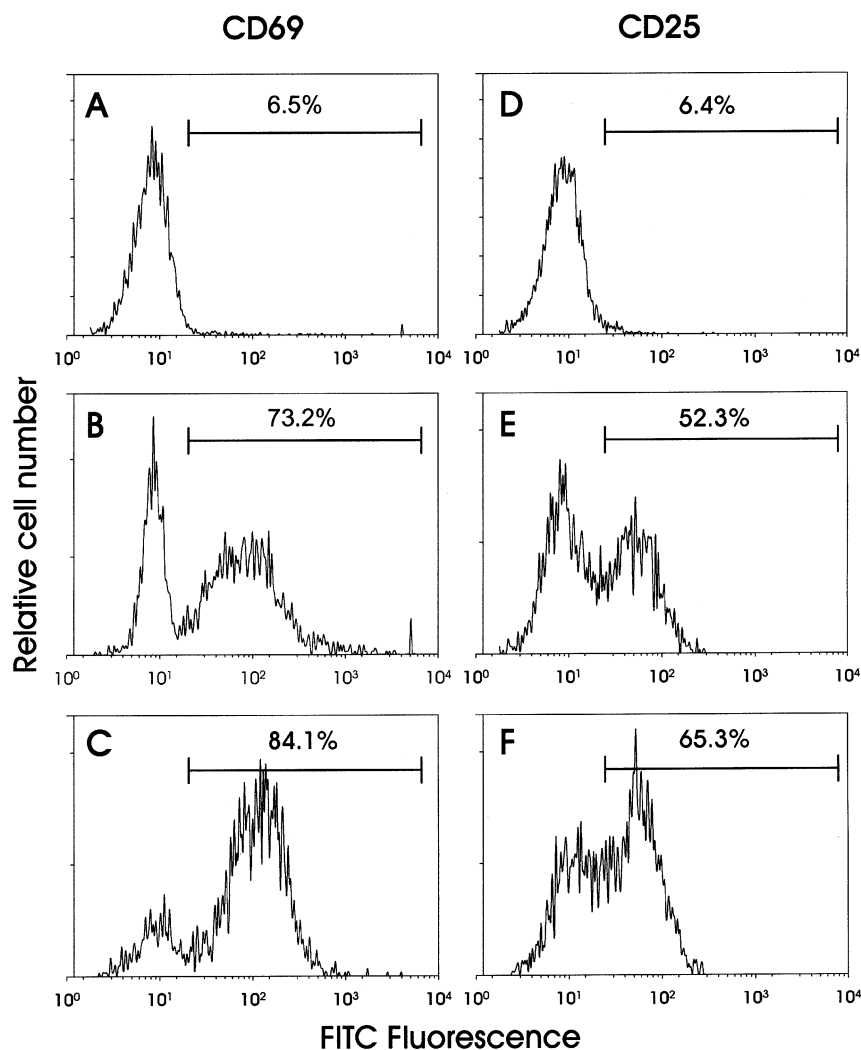 CD69 CD25
A 6.5%
D 6.4%
10⁰ 10¹ 10² 10³ 10⁴
10⁰ 10¹ 10² 10³ 10⁴
B 73.2%
E 52.3%
10⁰ 10¹ 10² 10³ 10⁴
10⁰ 10¹ 10² 10³ 10⁴
C 84.1%
F 65.3%
10⁰ 10¹ 10² 10³ 10⁴
10⁰ 10¹ 10² 10³ 10⁴
Relative cell number
FITC Fluorescence